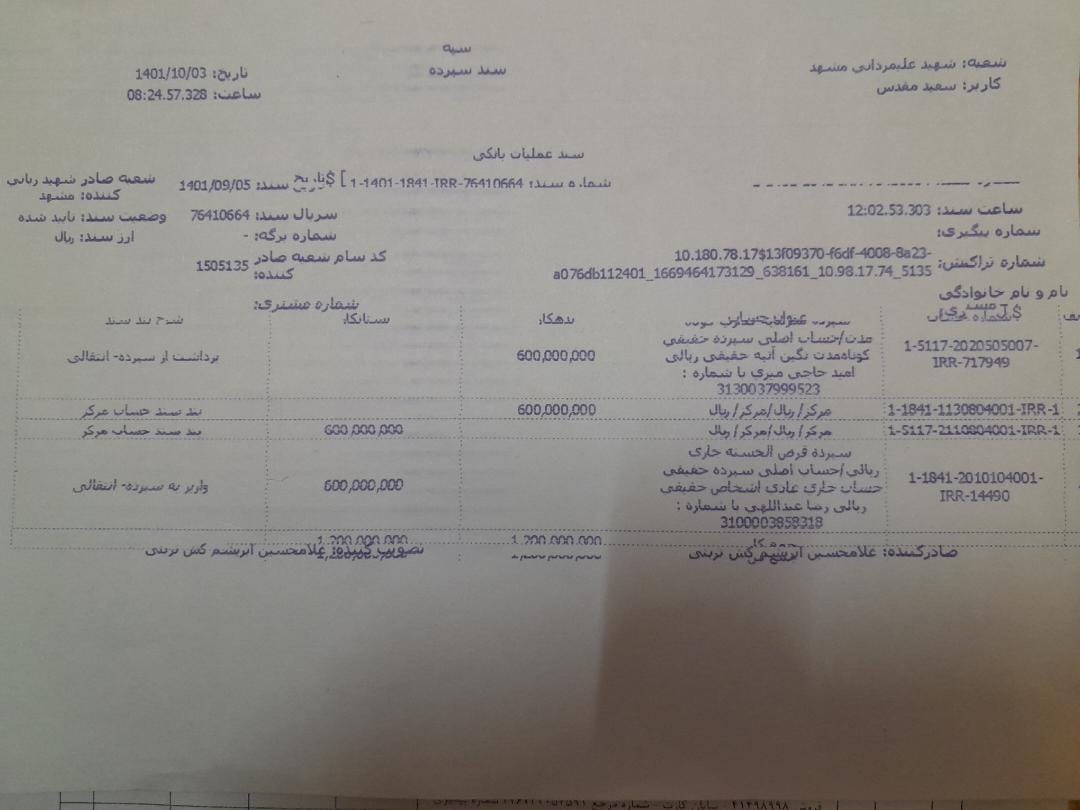 سپه
شعبه: شهید علیمردانی مشهد
سند سپرده
تاریخ: 1401/10/03
کاربر: سعید مقدس
ساعت: 08:24.57.328
سند عملیات بانکی
شماره سند: 1-1401-1841-IRR-76410664
تاریخ سند: 1401/09/05
شعبه صادر کننده: شهید ربانی مشهد
ساعت سند: 12:02.53.303
سریال سند: 76410664
وضعیت سند: تایید شده
شماره پیگیری:
شماره برگه: -
ارز سند: ریال
شماره تراکنش: 10.180.78.17$13f09370-f6df-4008-8a23-
a076db112401_1669464173129_638161_10.98.17.74_5135
کد سام شعبه صادر کننده: 1505135
نام و نام خانوادگی
شماره مشتری:
عنوان حساب بدهکار بستانکار شرح بند سند
1-5117-2020505007-
IRR-717949
مدت/حساب اصلی سپرده حقیقی
کوتاه‌مدت نگین آتیه حقیقی ریالی
امید حاجی میری با شماره :
3130037999523
600,000,000
برداشت از سپرده- انتقالی
1-1841-1130804001-IRR-1 مرکز/ریال/مرکز/ریال 600,000,000 بند سند حساب مرکز
1-5117-2110804001-IRR-1 مرکز/ریال/مرکز/ریال 600,000,000 بند سند حساب مرکز
1-1841-2010104001-
IRR-14490
سپرده قرض الحسنه جاری
ریالی/حساب اصلی سپرده حقیقی
حساب جاری عادی اشخاص حقیقی
ریالی رضا عبداللهی با شماره :
3100003858318
600,000,000
واریز به سپرده- انتقالی
1,200,000,000 1,200,000,000
صادرکننده: غلامحسین ابریشم کش تربتی
تصویب کننده: غلامحسین ابریشم کش تربتی